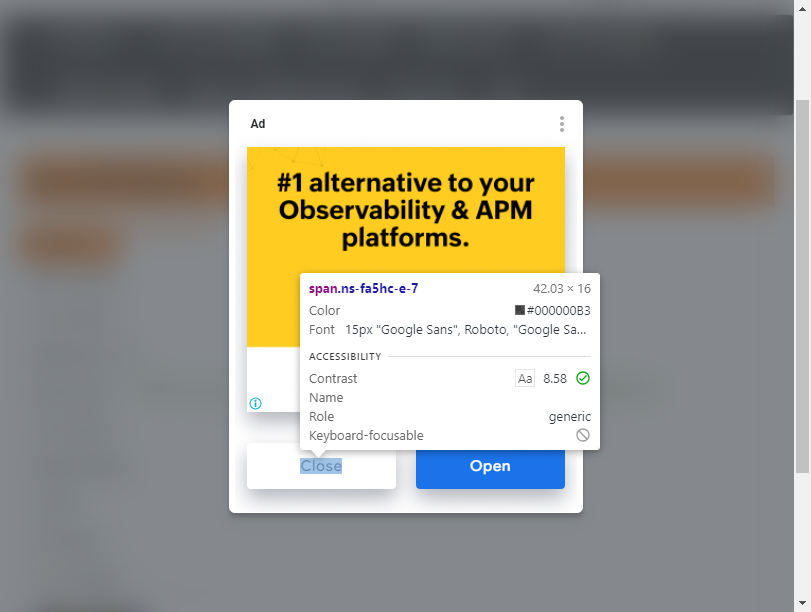 Ad
#1 alternative to your
Observability & APM
platforms.
span.ns-fa5hc-e-7 42.03 × 16
Color #000000B3
Font 15px "Google Sans", Roboto, "Google Sa...
ACCESSIBILITY
Contrast Aa 8.58
Name
Role generic
Keyboard-focusable
Close Open